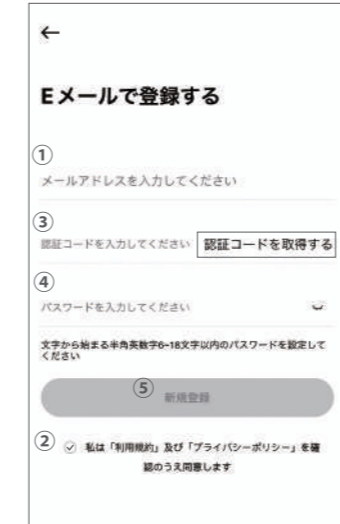 ←
Eメールで登録する
①
メールアドレスを入力してください
③
認証コードを入力してください 認証コードを取得する
④
パスワードを入力してください
文字から始まる半角英数字6~18文字以内のパスワードを設定して
ください
⑤ 新規登録
② 私は「利用規約」及び「プライバシーポリシー」を確
認のうえ同意します